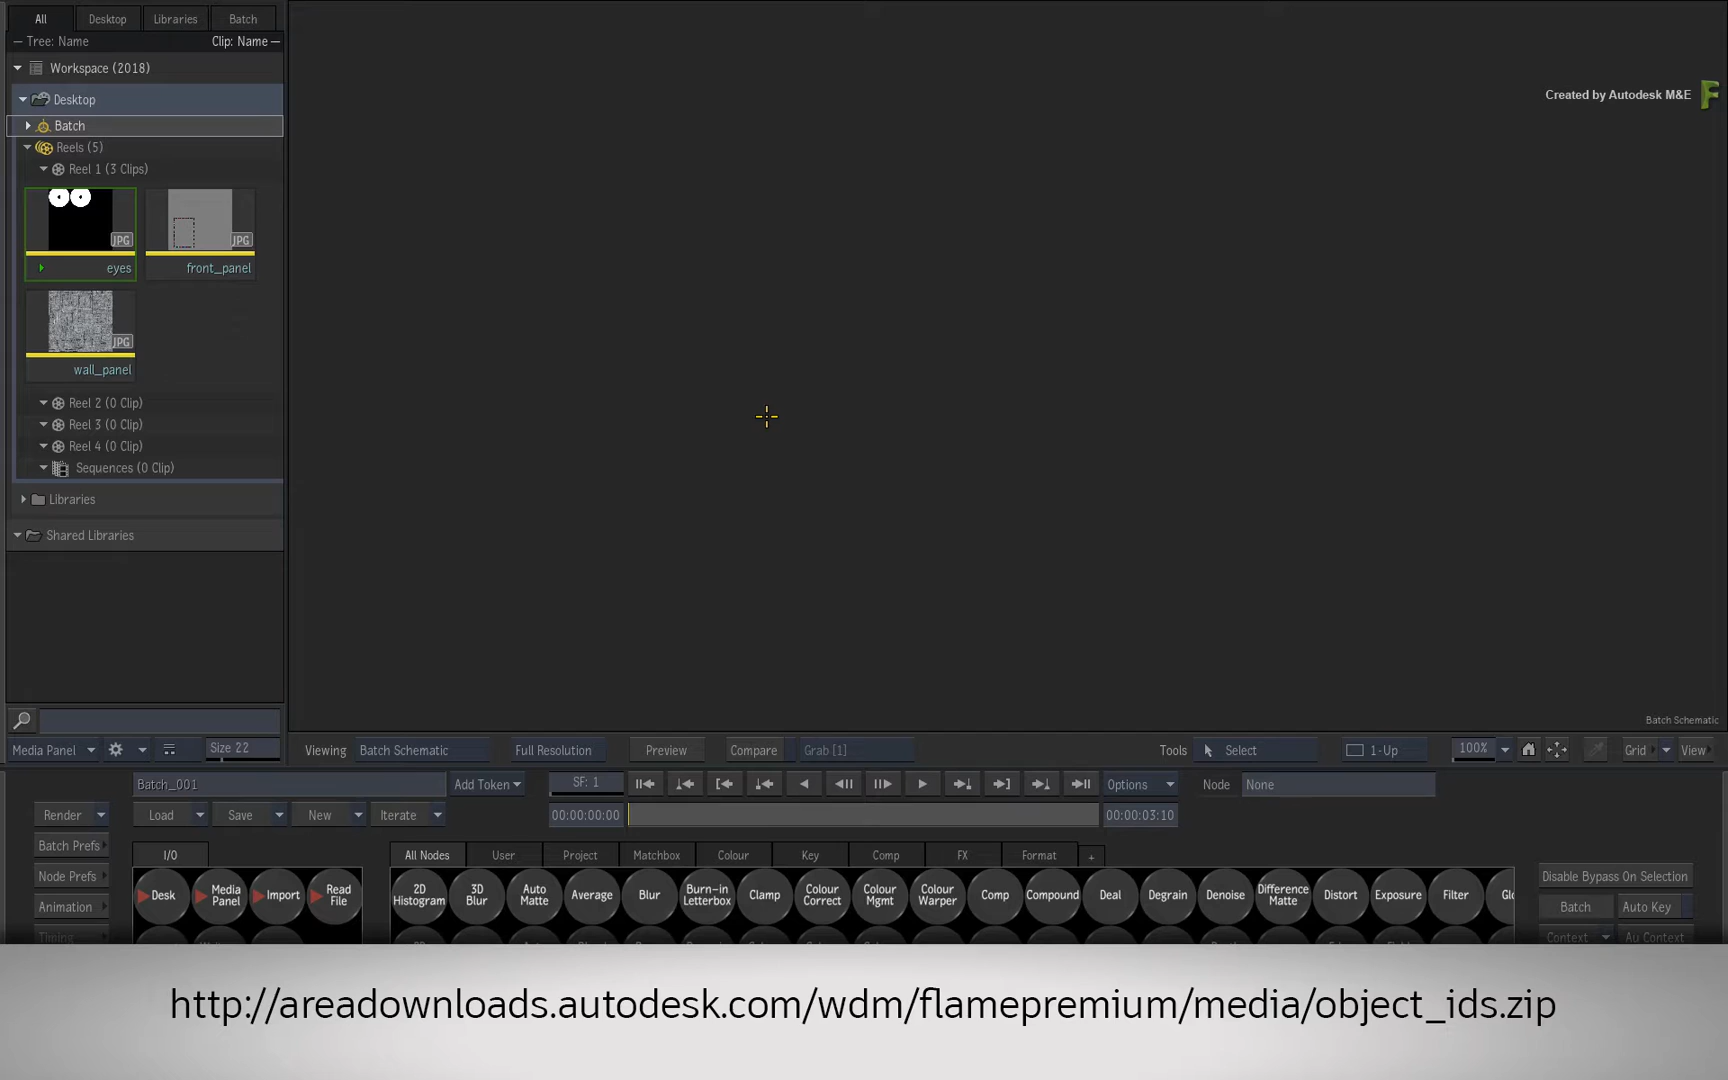 All Desktop Libraries Batch
Tree: Name Clip: Name
Workspace (2018)
Desktop
Batch
Reels (5)
Reel 1 (3 Clips)
JPG JPG
eyes front_panel
JPG
wall_panel
Reel 2 (0 Clip)
Reel 3 (0 Clip)
Reel 4 (0 Clip)
Sequences (0 Clip)
Libraries
Shared Libraries
Created by Autodesk M&E
Batch Schematic
Media Panel Size 22 Viewing Batch Schematic Full Resolution Preview Compare Grab [1] Tools Select 1-Up 100% Grid View
Batch_001 Add Token SF: 1 Options Node None
Render Load Save New Iterate 00:00:00:00 00:00:03:10
Batch Prefs I/O All Nodes User Project Matchbox Colour Key Comp FX Format +
Node Prefs Desk Media Panel Import Read File 2D Histogram 3D Blur Auto Matte Average Blur Burn-in Letterbox Clamp Colour Correct Colour Mgmt Colour Warper Comp Compound Deal Degrain Denoise Difference Matte Distort Exposure Filter Disable Bypass On Selection
Animation Batch Auto Key
Timing Context Au Context
http://areadownloads.autodesk.com/wdm/flamepremium/media/object_ids.zip